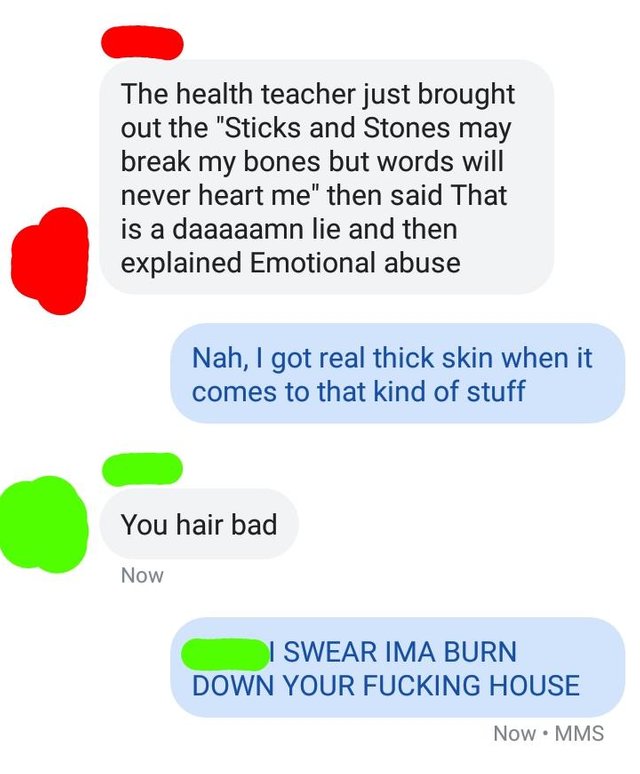 The health teacher just brought
out the "Sticks and Stones may
break my bones but words will
never heart me" then said That
is a daaaaamn lie and then
explained Emotional abuse
Nah, I got real thick skin when it
comes to that kind of stuff
You hair bad
Now
I SWEAR IMA BURN
DOWN YOUR FUCKING HOUSE
Now • MMS